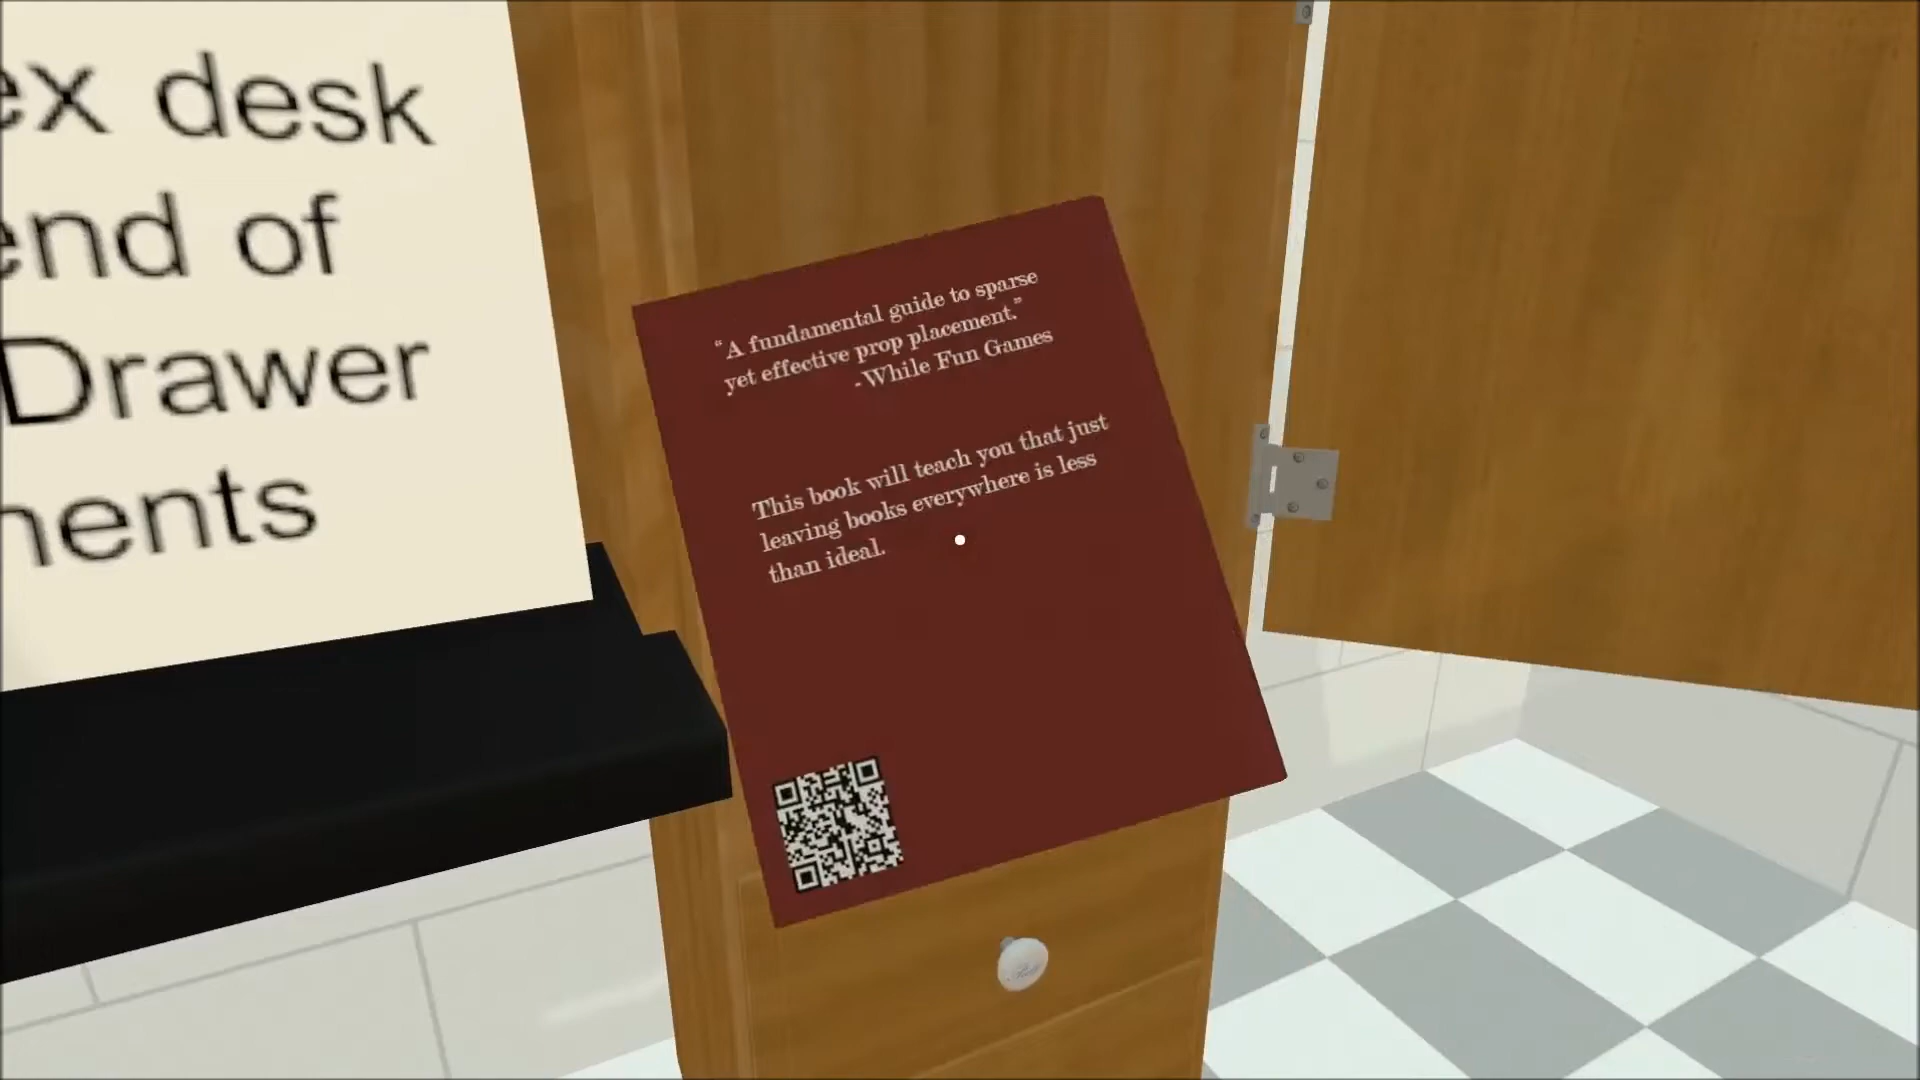 ex desk
end of
Drawer
ments
“A fundamental guide to sparse
yet effective prop placement.”
-While Fun Games
This book will teach you that just
leaving books everywhere is less
than ideal.